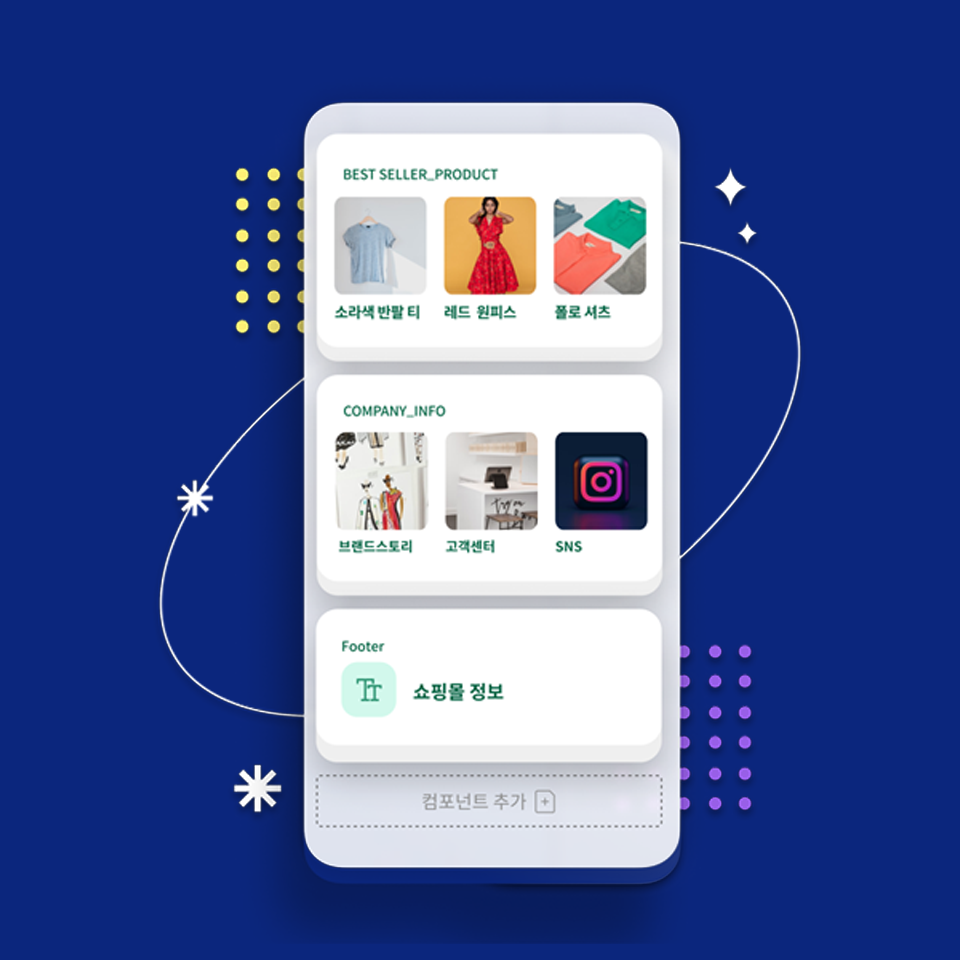 BEST SELLER_PRODUCT
소라색 반팔 티 레드 원피스 폴로 셔츠
COMPANY_INFO
브랜드스토리 고객센터 SNS
Footer
Tr 쇼핑몰 정보
컴포넌트 추가